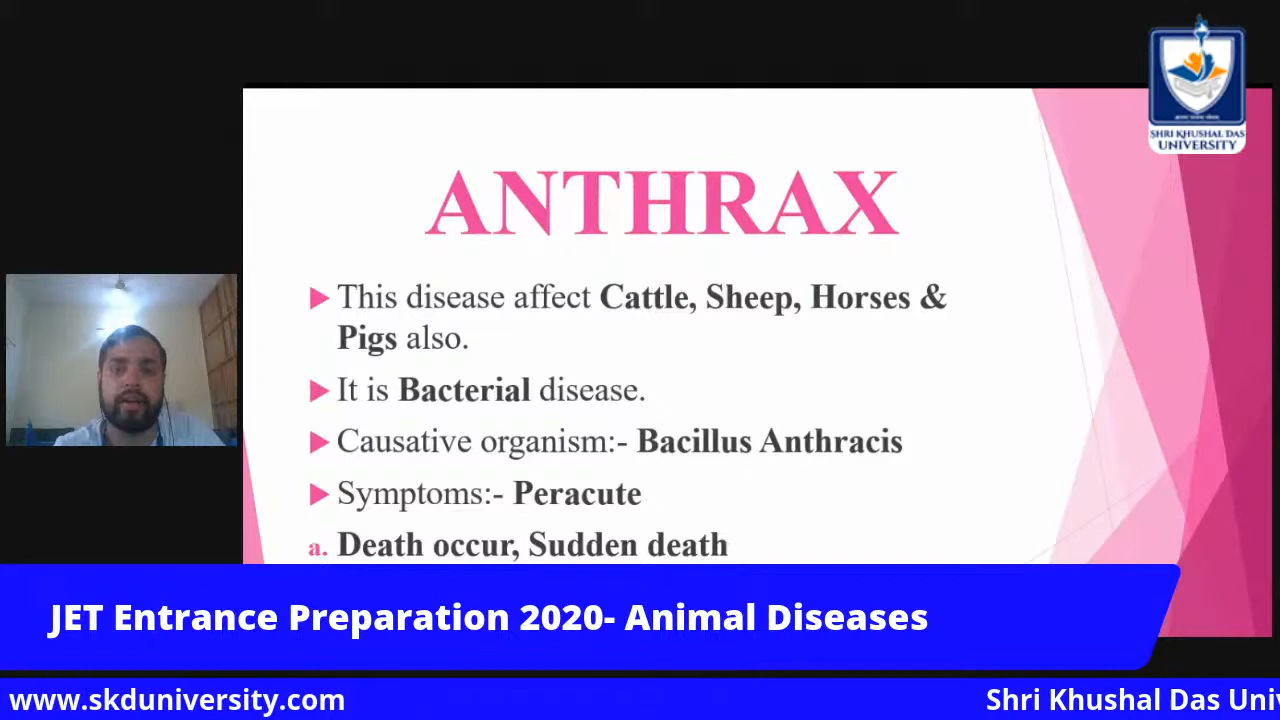 SHRI KHUSHAL DAS
UNIVERSITY
ANTHRAX
This disease affect Cattle, Sheep, Horses &
Pigs also.
It is Bacterial disease.
Causative organism:- Bacillus Anthracis
Symptoms:- Peracute
a. Death occur, Sudden death
JET Entrance Preparation 2020- Animal Diseases
www.skduniversity.com
Shri Khushal Das Univ